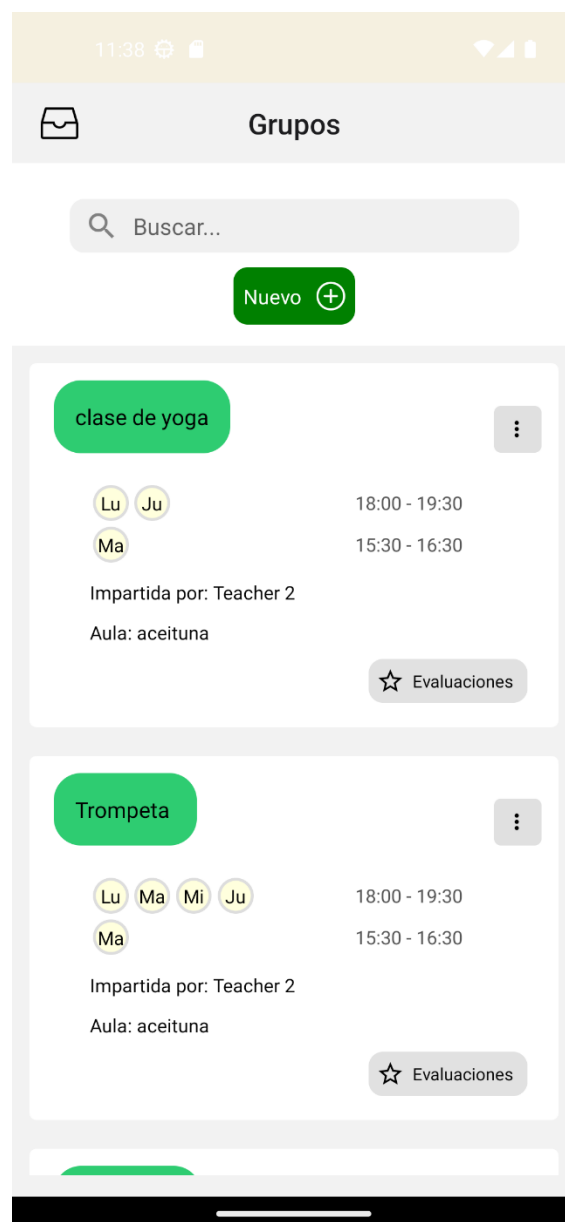 11:38
Grupos
Buscar...
Nuevo
clase de yoga
Lu Ju 18:00 - 19:30
Ma 15:30 - 16:30
Impartida por: Teacher 2
Aula: aceituna
Evaluaciones
Trompeta
Lu Ma Mi Ju 18:00 - 19:30
Ma 15:30 - 16:30
Impartida por: Teacher 2
Aula: aceituna
Evaluaciones